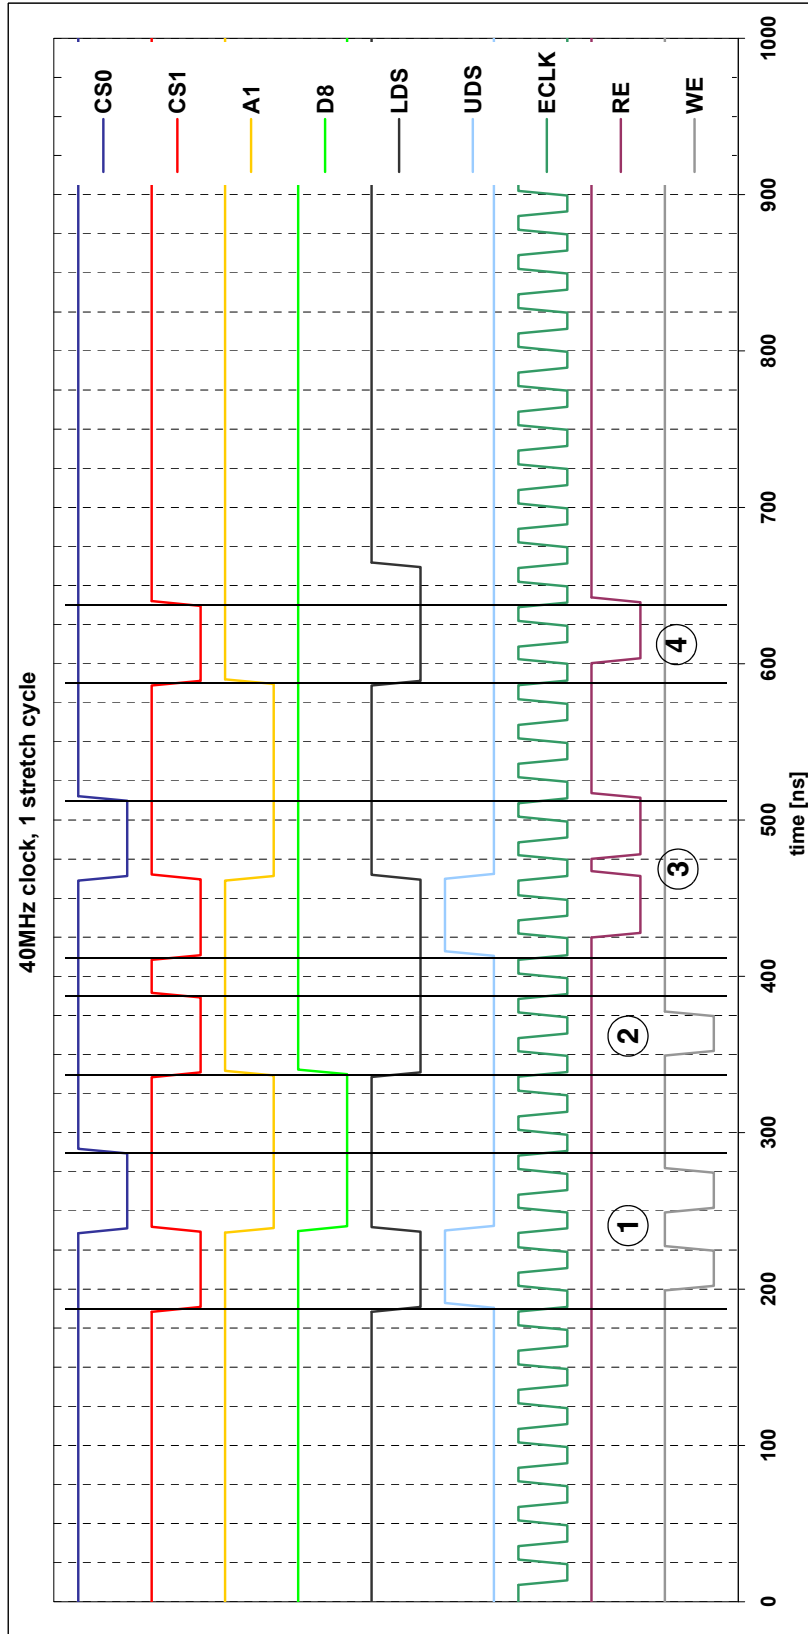 40MHz clock, 1 stretch cycle
CS0
CS1
A1
D8
LDS
UDS
ECLK
RE
WE
1
2
3
4
0 100 200 300 400 500 600 700 800 900 1000
time [ns]